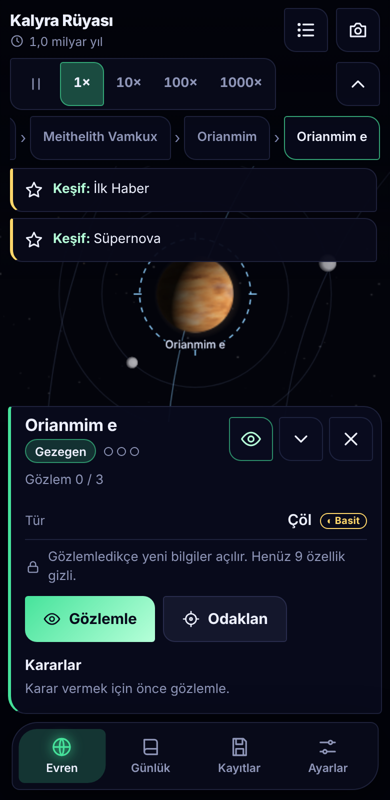 Kalyra Rüyası
1,0 milyar yıl
1×
10×
100×
1000×
Meithelith Vamkux
Orianmim
Orianmim e
Keşif: İlk Haber
Keşif: Süpernova
Orianmim e
Orianmim e
Gezegen
Gözlem 0 / 3
Tür
Çöl
Basit
Gözlemledikçe yeni bilgiler açılır. Henüz 9 özellik
gizli.
Gözlemle
Odaklan
Kararlar
Karar vermek için önce gözlemle.
Evren
Günlük
Kayıtlar
Ayarlar